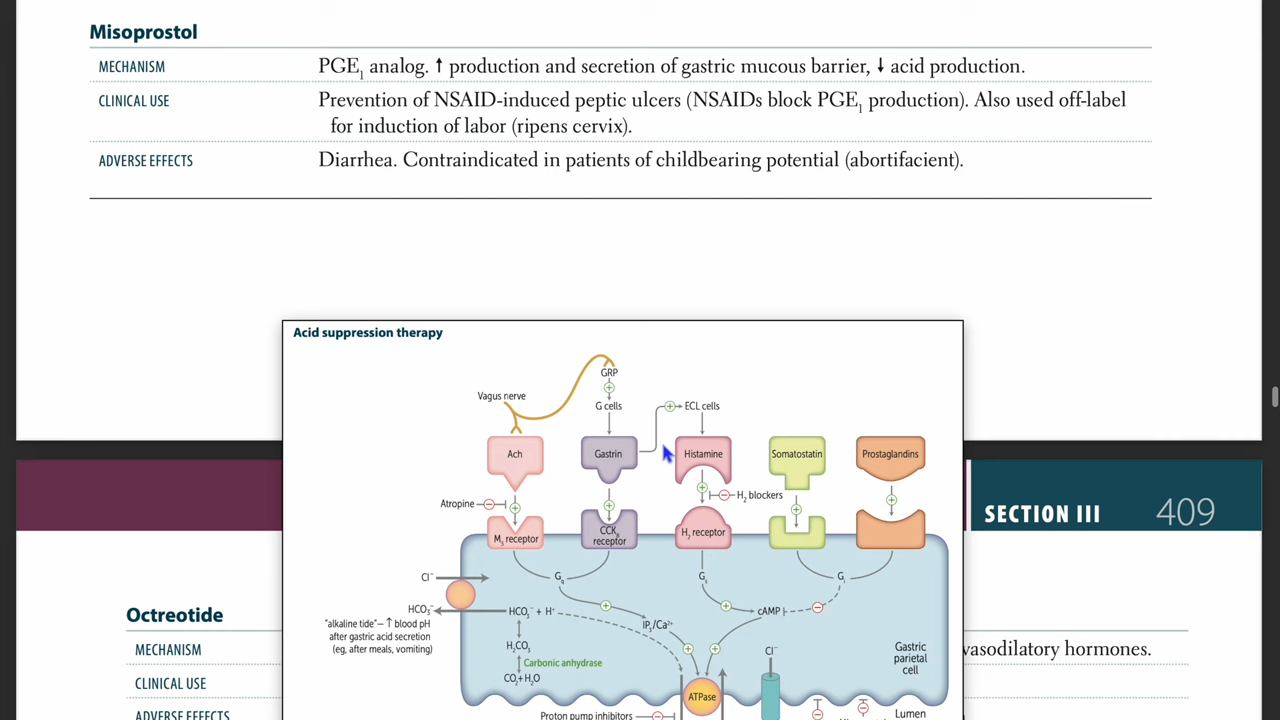 Misoprostol
MECHANISM PGE₁ analog. ↑ production and secretion of gastric mucous barrier, ↓ acid production.
CLINICAL USE Prevention of NSAID-induced peptic ulcers (NSAIDs block PGE₁ production). Also used off-label
for induction of labor (ripens cervix).
ADVERSE EFFECTS Diarrhea. Contraindicated in patients of childbearing potential (abortifacient).
Acid suppression therapy
GRP
Vagus nerve
G cells
ECL cells
Ach
Gastrin
Histamine
Somatostatin
Prostaglandins
Atropine
H₂ blockers
M₃ receptor
CCK_B
receptor
H₂ receptor
Cl⁻
Gq
Gs
Gi
HCO₃⁻
HCO₃⁻ + H⁺
cAMP
"alkaline tide"—↑ blood pH
after gastric acid secretion
(eg, after meals, vomiting)
IP₃/Ca²⁺
H₂CO₃
Carbonic anhydrase
CO₂+ H₂O
Cl⁻
Gastric
parietal
cell
ATPase
Proton pump inhibitors
Lumen
SECTION III 409
Octreotide
MECHANISM vasodilatory hormones.
CLINICAL USE
ADVERSE EFFECTS